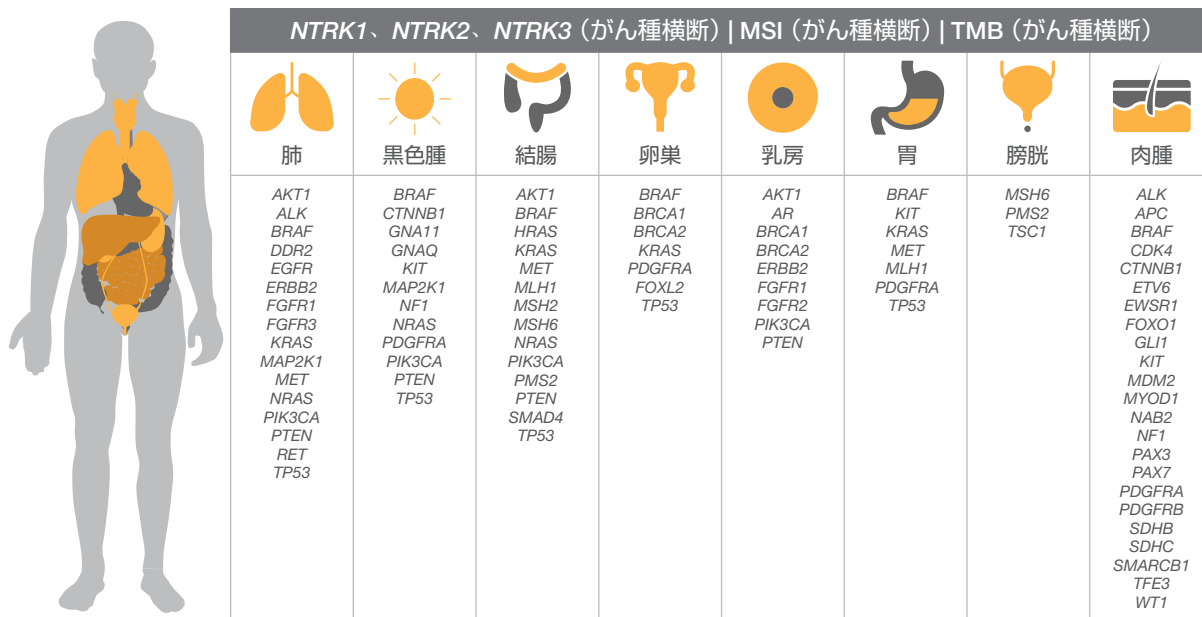 NTRK1、NTRK2、NTRK3（がん種横断）| MSI（がん種横断）| TMB（がん種横断）
肺
AKT1
ALK
BRAF
DDR2
EGFR
ERBB2
FGFR1
FGFR3
KRAS
MAP2K1
MET
NRAS
PIK3CA
PTEN
RET
TP53
黒色腫
BRAF
CTNNB1
GNA11
GNAQ
KIT
MAP2K1
NF1
NRAS
PDGFRA
PIK3CA
PTEN
TP53
結腸
AKT1
BRAF
HRAS
KRAS
MET
MLH1
MSH2
MSH6
NRAS
PIK3CA
PMS2
PTEN
SMAD4
TP53
卵巣
BRAF
BRCA1
BRCA2
KRAS
PDGFRA
FOXL2
TP53
乳房
AKT1
AR
BRCA1
BRCA2
ERBB2
FGFR1
FGFR2
PIK3CA
PTEN
胃
BRAF
KIT
KRAS
MET
MLH1
PDGFRA
TP53
膀胱
MSH6
PMS2
TSC1
肉腫
ALK
APC
BRAF
CDK4
CTNNB1
ETV6
EWSR1
FOXO1
GLI1
KIT
MDM2
MYOD1
NAB2
NF1
PAX3
PAX7
PDGFRA
PDGFRB
SDHB
SDHC
SMARCB1
TFE3
WT1